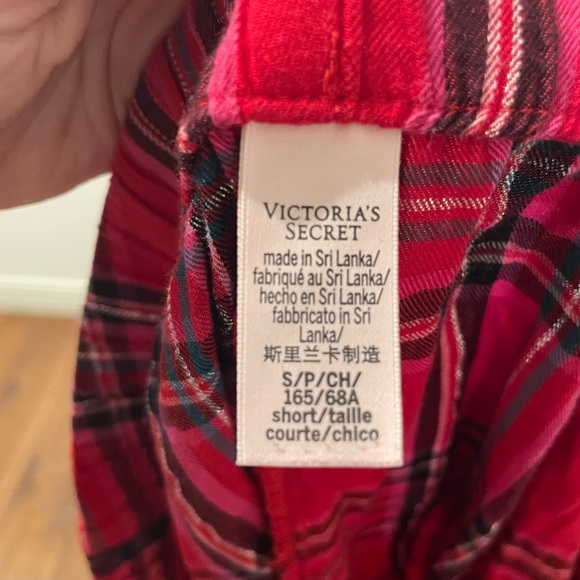 VICTORIA'S
SECRET
made in Sri Lanka/
fabriqué au Sri Lanka/
hecho en Sri Lanka/
fabbricato in Sri
Lanka/
斯里兰卡制造
S/P/CH/
165/68A
short/taille
courte/chico